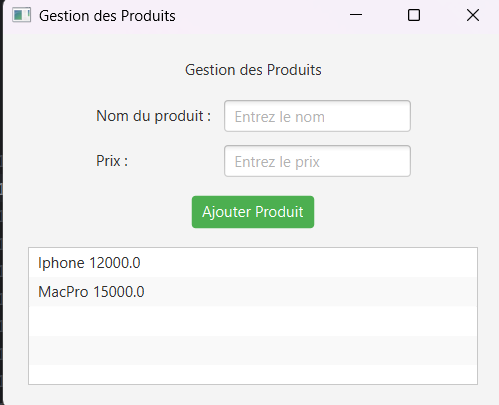 Gestion des Produits
Gestion des Produits
Nom du produit : Entrez le nom
Prix : Entrez le prix
Ajouter Produit
Iphone 12000.0
MacPro 15000.0